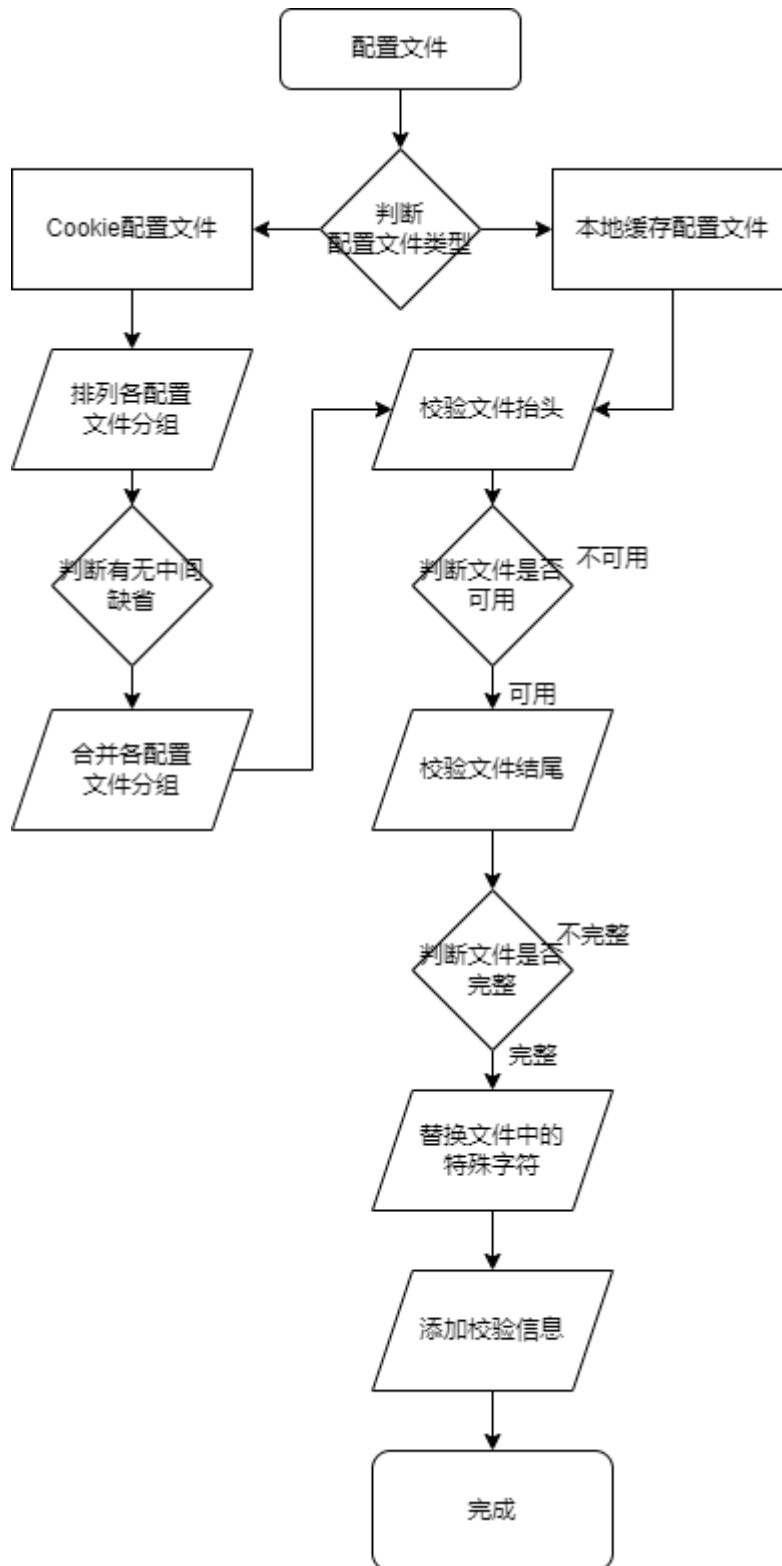 配置文件
判断
配置文件类型
Cookie配置文件
本地缓存配置文件
排列各配置
文件分组
校验文件抬头
判断有无中间
缺省
判断文件是否
可用
不可用
可用
合并各配置
文件分组
校验文件结尾
判断文件是否
完整
不完整
完整
替换文件中的
特殊字符
添加校验信息
完成